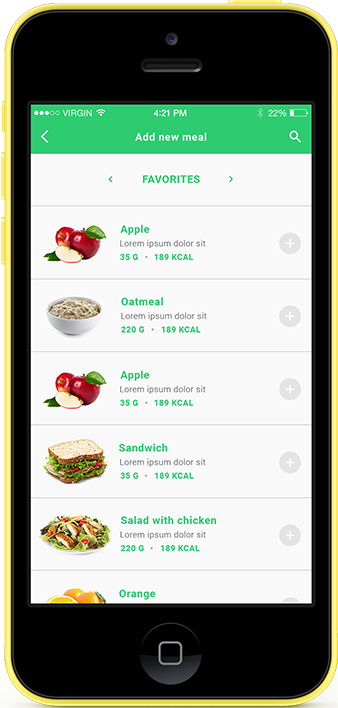 VIRGIN 4:21 PM 22%
Add new meal
FAVORITES
Apple
Lorem ipsum dolor sit
35 G • 189 KCAL
Oatmeal
Lorem ipsum dolor sit
220 G • 189 KCAL
Apple
Lorem ipsum dolor sit
35 G • 189 KCAL
Sandwich
Lorem ipsum dolor sit
35 G • 189 KCAL
Salad with chicken
Lorem ipsum dolor sit
220 G • 189 KCAL
Orange